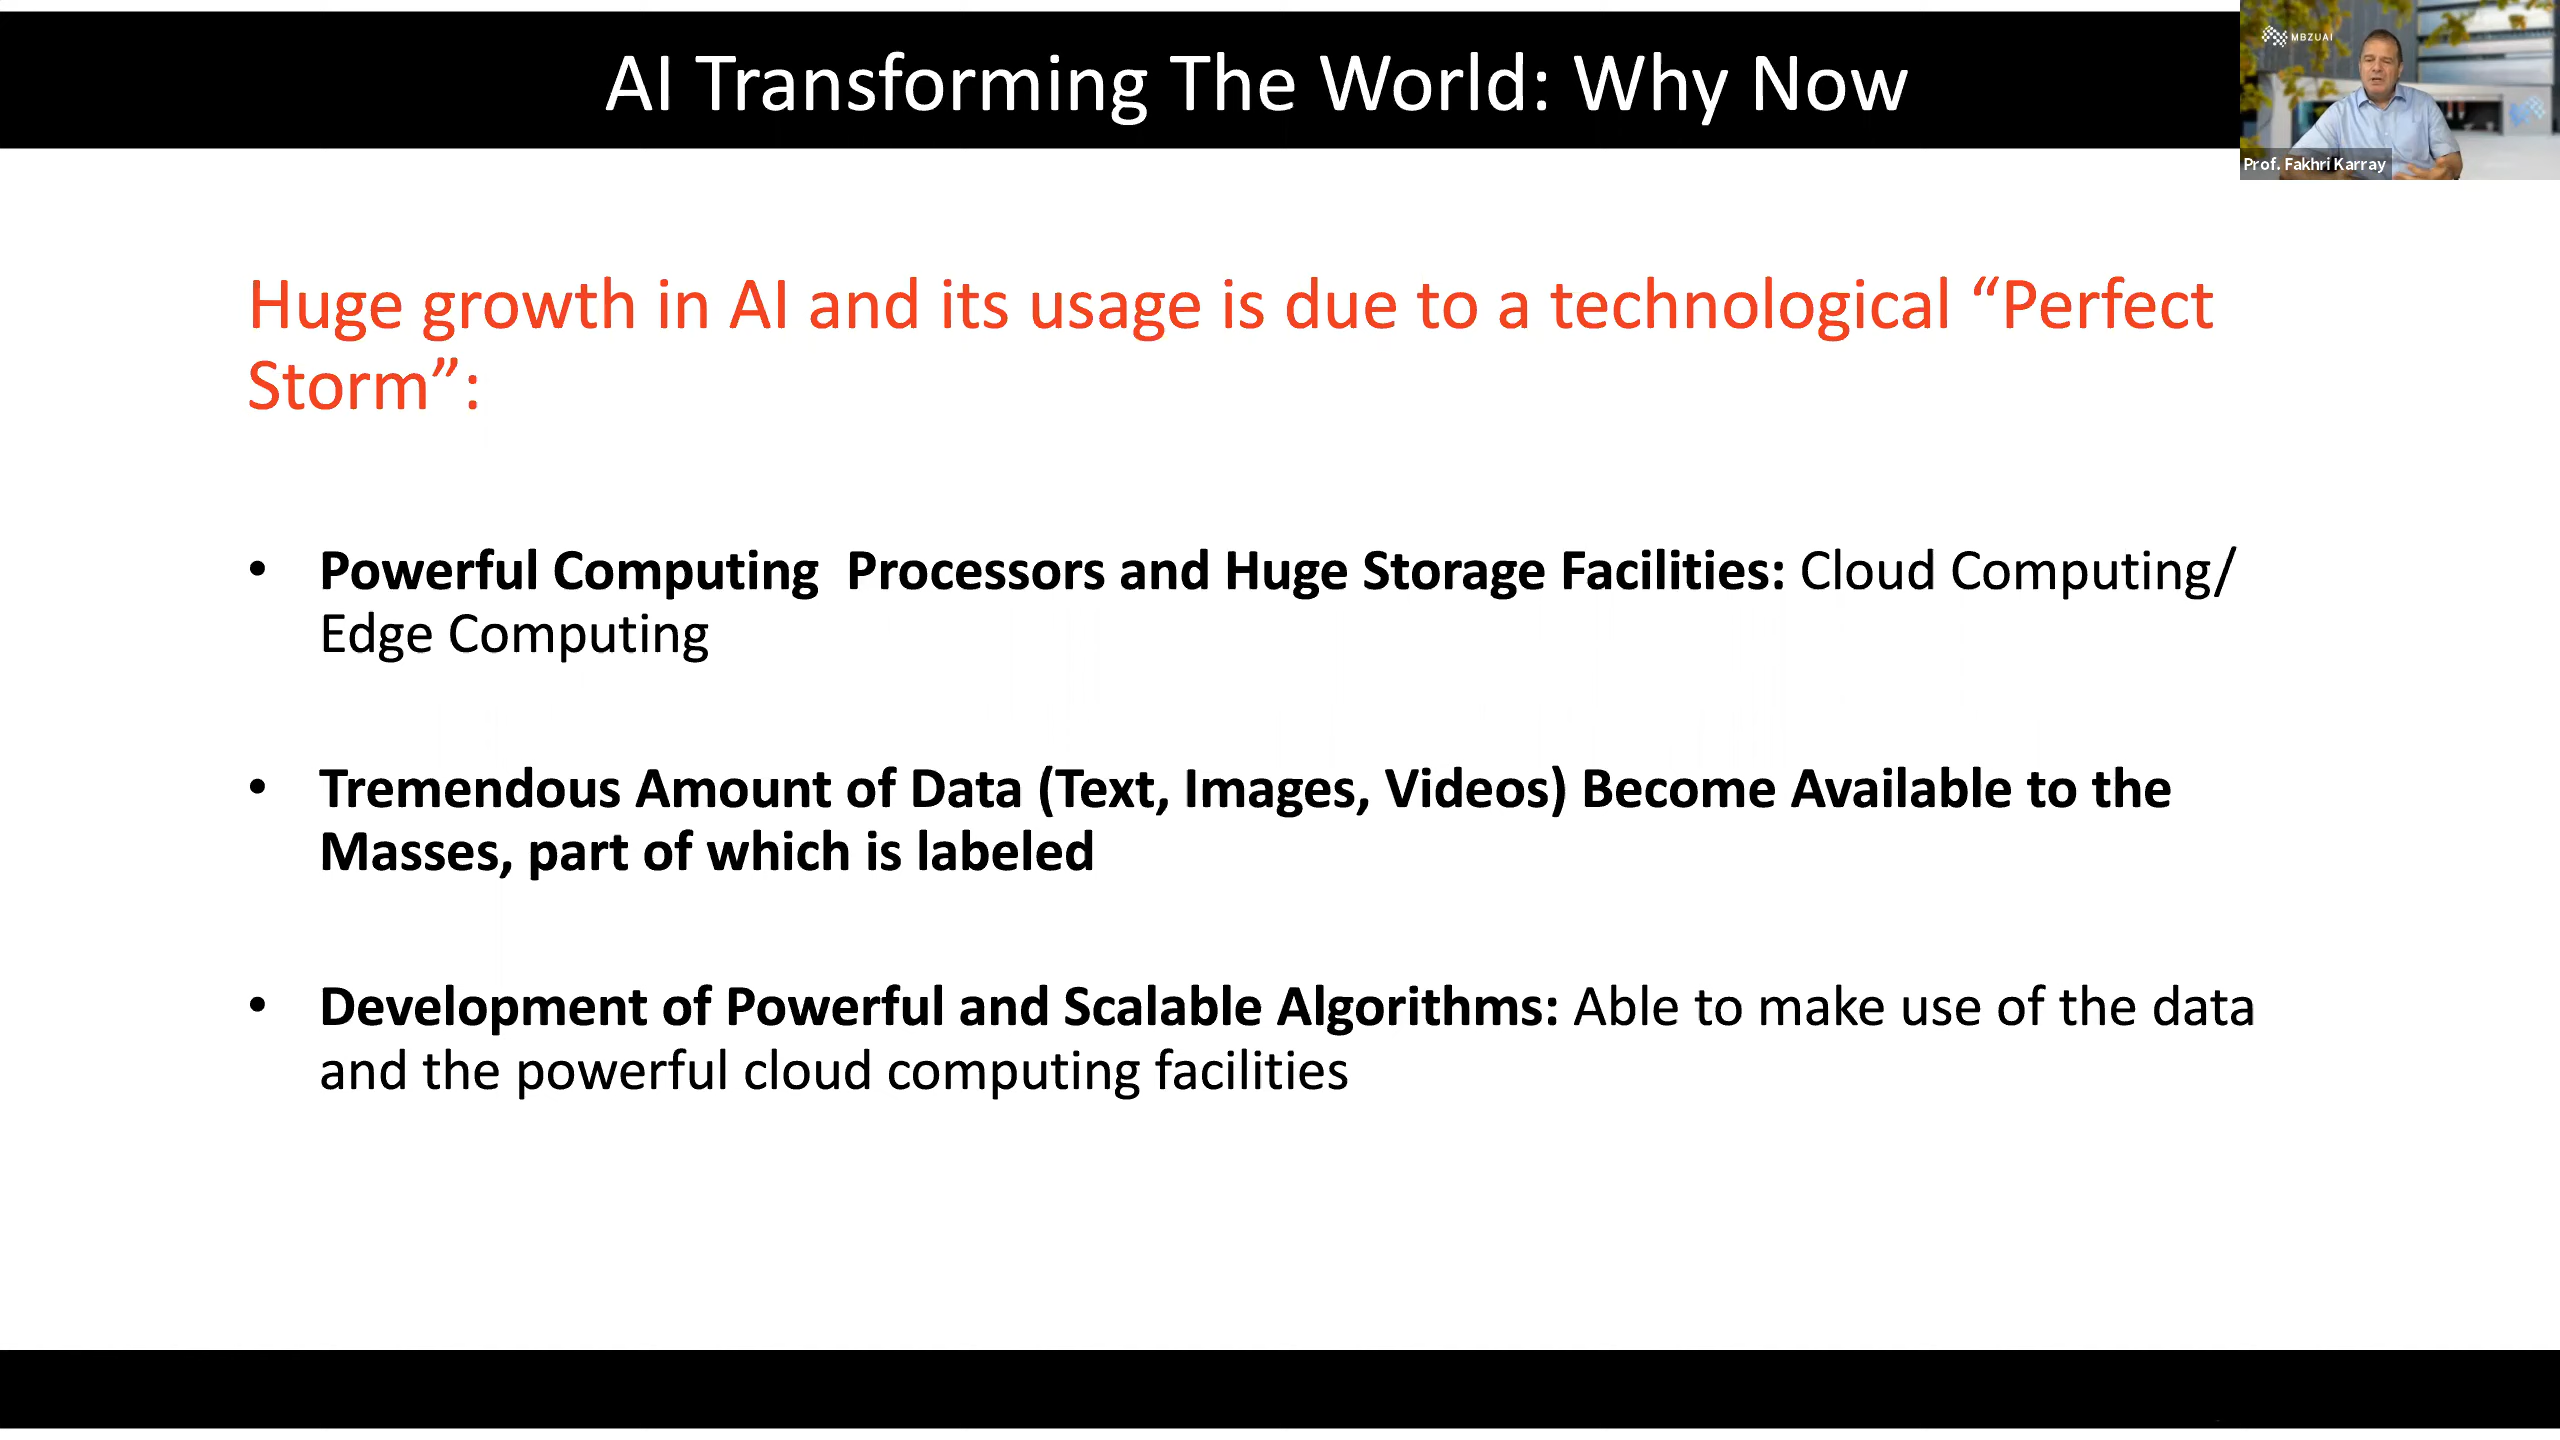 AI Transforming The World: Why Now
MBZUAI
Prof. Fakhri Karray
Huge growth in AI and its usage is due to a technological “Perfect
Storm”:
• Powerful Computing  Processors and Huge Storage Facilities: Cloud Computing/
Edge Computing
• Tremendous Amount of Data (Text, Images, Videos) Become Available to the
Masses, part of which is labeled
• Development of Powerful and Scalable Algorithms: Able to make use of the data
and the powerful cloud computing facilities